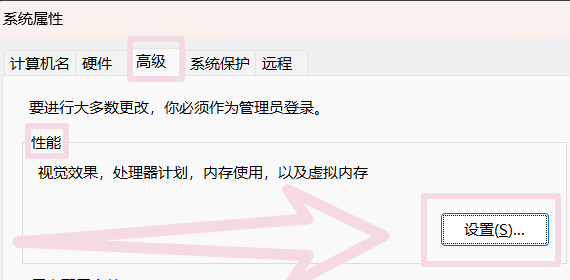 系统属性
计算机名 硬件 高级 系统保护 远程
要进行大多数更改，你必须作为管理员登录。
性能
视觉效果，处理器计划，内存使用，以及虚拟内存
设置(S)...